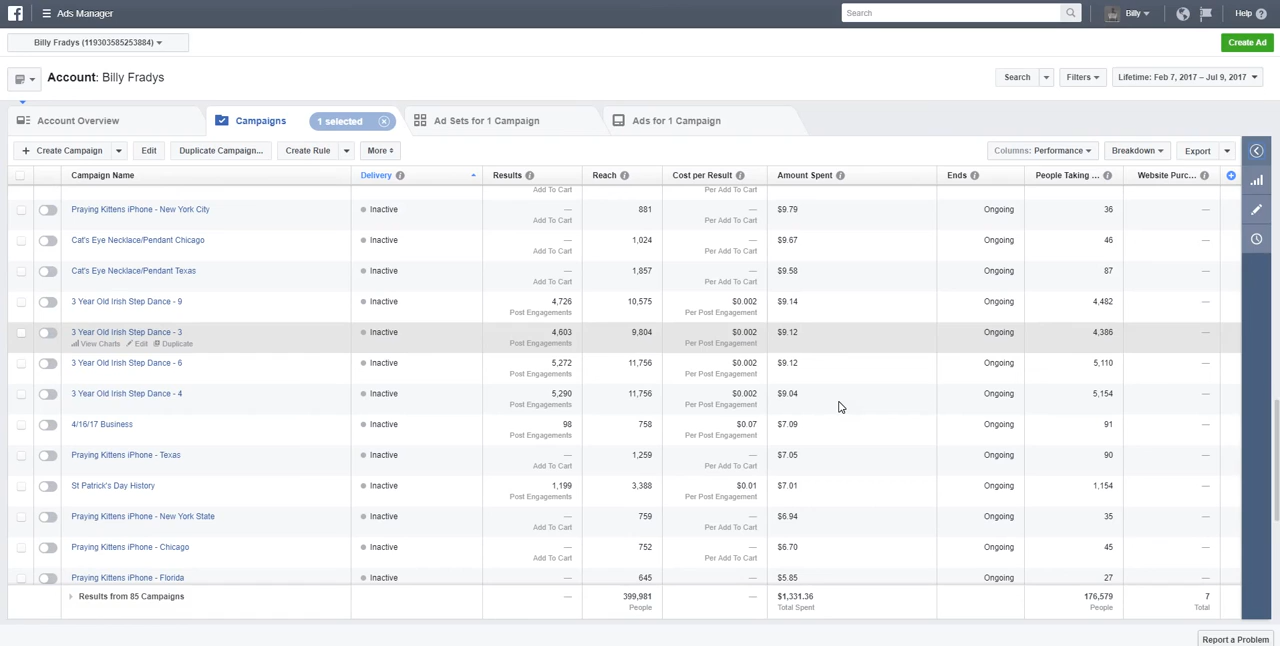 Ads Manager Search Billy Help
Billy Fradys (119303585253884) Create Ad
Account: Billy Fradys Search Filters Lifetime: Feb 7, 2017 – Jul 9, 2017
Account Overview Campaigns 1 selected Ad Sets for 1 Campaign Ads for 1 Campaign
+ Create Campaign Edit Duplicate Campaign... Create Rule More Columns: Performance Breakdown Export
Campaign Name Delivery Results Reach Cost per Result Amount Spent Ends People Taking ... Website Purc...
Add To Cart Per Add To Cart
Praying Kittens iPhone - New York City Inactive — 881 — $9.79 Ongoing 36 —
Add To Cart Per Add To Cart
Cat's Eye Necklace/Pendant Chicago Inactive — 1,024 — $9.67 Ongoing 46 —
Add To Cart Per Add To Cart
Cat's Eye Necklace/Pendant Texas Inactive — 1,857 — $9.58 Ongoing 87 —
Add To Cart Per Add To Cart
3 Year Old Irish Step Dance - 9 Inactive 4,726 10,575 $0.002 $9.14 Ongoing 4,482 —
Post Engagements Per Post Engagement
3 Year Old Irish Step Dance - 3 Inactive 4,603 9,804 $0.002 $9.12 Ongoing 4,386 —
View Charts Edit Duplicate Post Engagements Per Post Engagement
3 Year Old Irish Step Dance - 6 Inactive 5,272 11,756 $0.002 $9.12 Ongoing 5,110 —
Post Engagements Per Post Engagement
3 Year Old Irish Step Dance - 4 Inactive 5,290 11,756 $0.002 $9.04 Ongoing 5,154 —
Post Engagements Per Post Engagement
4/16/17 Business Inactive 98 758 $0.07 $7.09 Ongoing 91 —
Post Engagements Per Post Engagement
Praying Kittens iPhone - Texas Inactive — 1,259 — $7.05 Ongoing 90 —
Add To Cart Per Add To Cart
St Patrick's Day History Inactive 1,199 3,388 $0.01 $7.01 Ongoing 1,154 —
Post Engagements Per Post Engagement
Praying Kittens iPhone - New York State Inactive — 759 — $6.94 Ongoing 35 —
Add To Cart Per Add To Cart
Praying Kittens iPhone - Chicago Inactive — 752 — $6.70 Ongoing 45 —
Add To Cart Per Add To Cart
Praying Kittens iPhone - Florida Inactive — 645 — $5.85 Ongoing 27 —
Results from 85 Campaigns — 399,981 — $1,331.36 176,579 7
People Total Spent People Total
Report a Problem